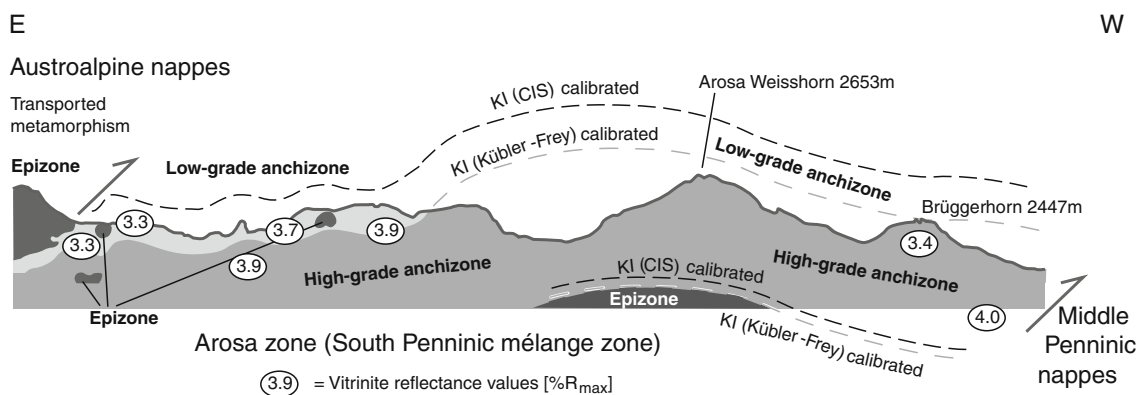 E
W
Austroalpine nappes
Transported
metamorphism
Epizone
Low-grade anchizone
KI (CIS) calibrated
KI (Kübler -Frey) calibrated
Arosa Weisshorn 2653m
Low-grade anchizone
Brüggerhorn 2447m
3.3
3.3
3.7
3.9
3.9
3.4
High-grade anchizone
High-grade anchizone
KI (CIS) calibrated
Epizone
KI (Kübler-Frey) calibrated
4.0
Epizone
Middle
Penninic
nappes
Arosa zone (South Penninic mélange zone)
3.9 = Vitrinite reflectance values [%Rmax]